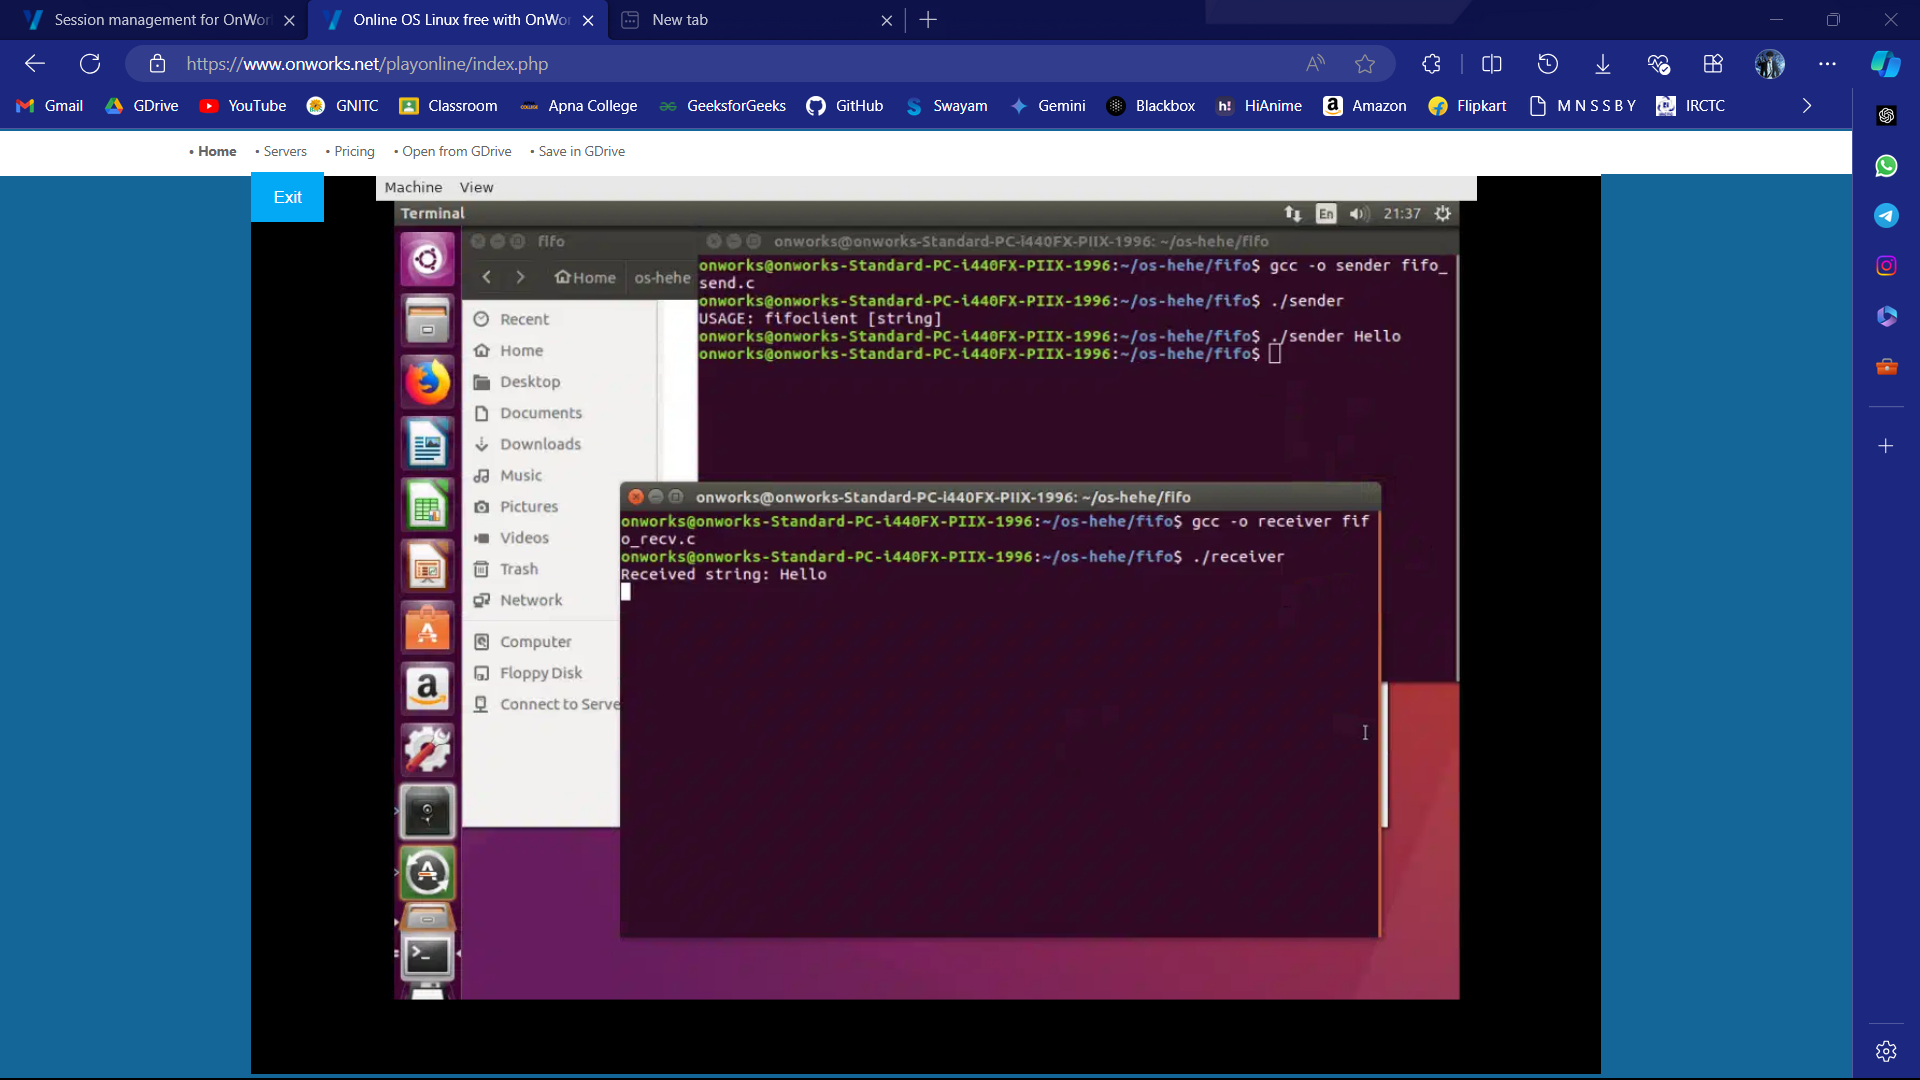 Session management for OnWor
Online OS Linux free with OnWor
New tab
https://www.onworks.net/playonline/index.php
Gmail
GDrive
YouTube
GNITC
Classroom
Apna College
GeeksforGeeks
GitHub
Swayam
Gemini
Blackbox
HiAnime
Amazon
Flipkart
M N S S B Y
IRCTC
• Home • Servers • Pricing • Open from GDrive • Save in GDrive
Exit
Machine View
Terminal
En
21:37
fifo
Home
os-hehe
Recent
Home
Desktop
Documents
Downloads
Music
Pictures
Videos
Trash
Network
Computer
Floppy Disk
Connect to Serve
onworks@onworks-Standard-PC-i440FX-PIIX-1996: ~/os-hehe/fifo
onworks@onworks-Standard-PC-i440FX-PIIX-1996:~/os-hehe/fifo$ gcc -o sender fifo_
send.c
onworks@onworks-Standard-PC-i440FX-PIIX-1996:~/os-hehe/fifo$ ./sender
USAGE: fifoclient [string]
onworks@onworks-Standard-PC-i440FX-PIIX-1996:~/os-hehe/fifo$ ./sender Hello
onworks@onworks-Standard-PC-i440FX-PIIX-1996:~/os-hehe/fifo$
onworks@onworks-Standard-PC-i440FX-PIIX-1996: ~/os-hehe/fifo
onworks@onworks-Standard-PC-i440FX-PIIX-1996:~/os-hehe/fifo$ gcc -o receiver fif
o_recv.c
onworks@onworks-Standard-PC-i440FX-PIIX-1996:~/os-hehe/fifo$ ./receiver
Received string: Hello